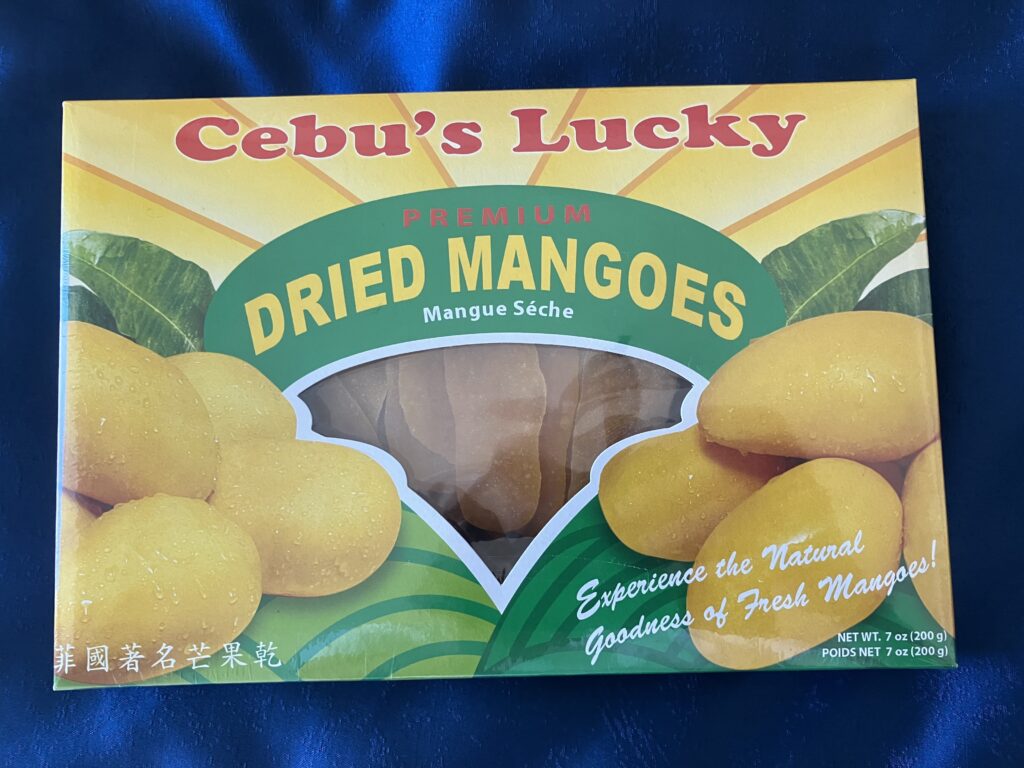 Cebu's Lucky
PREMIUM
DRIED MANGOES
Mangue Séche
Experience the Natural
Goodness of Fresh Mangoes!
菲國著名芒果乾
NET WT. 7 oz (200 g)
POIDS NET 7 oz (200 g)